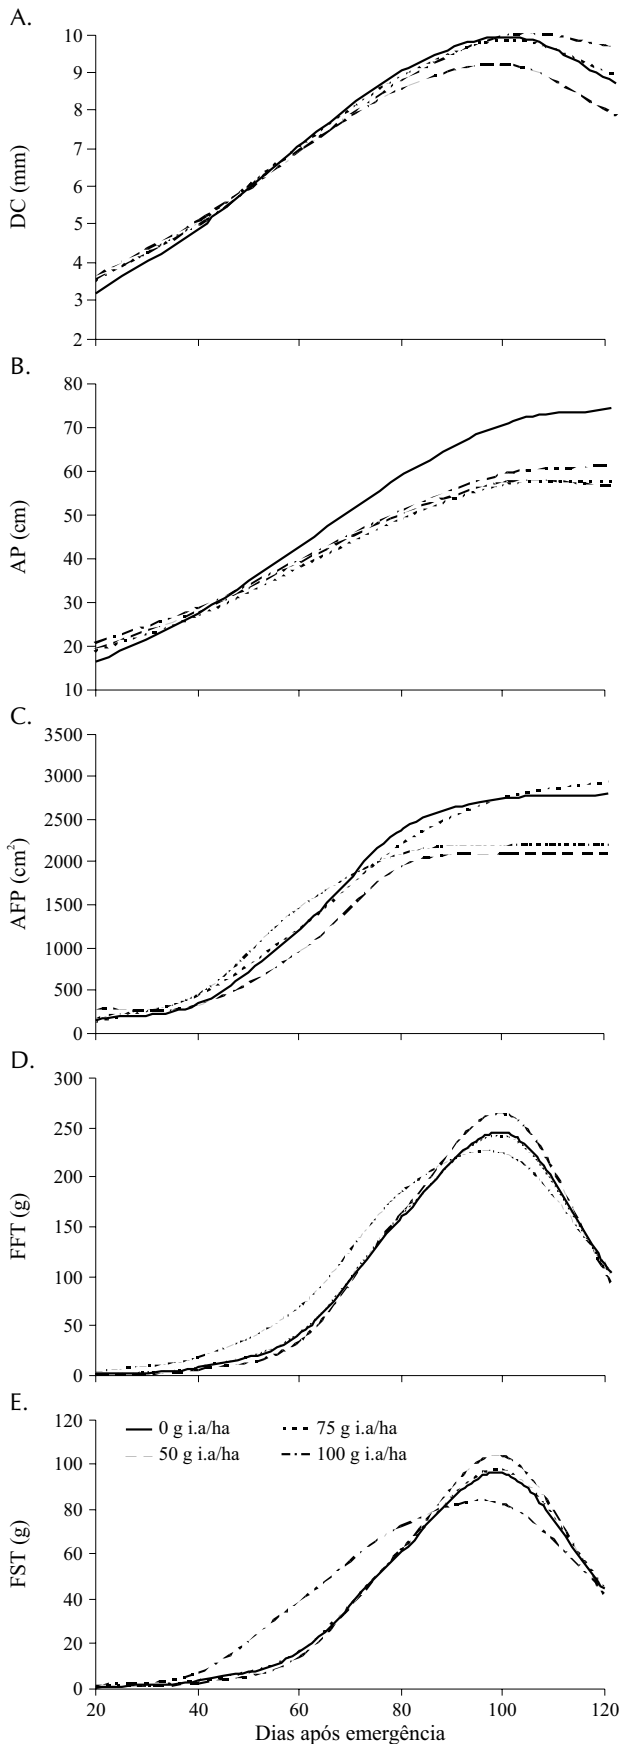 A.
10
9
8
7
6
5
4
3
2
DC (mm)
B.
80
70
60
50
40
30
20
10
AP (cm)
C.
3500
3000
2500
2000
1500
1000
500
0
AFP (cm²)
D.
300
250
200
150
100
50
0
FFT (g)
E.
120
100
80
60
40
20
0
FST (g)
0 g i.a/ha
75 g i.a/ha
50 g i.a/ha
100 g i.a/ha
20 40 60 80 100 120
Dias após emergência